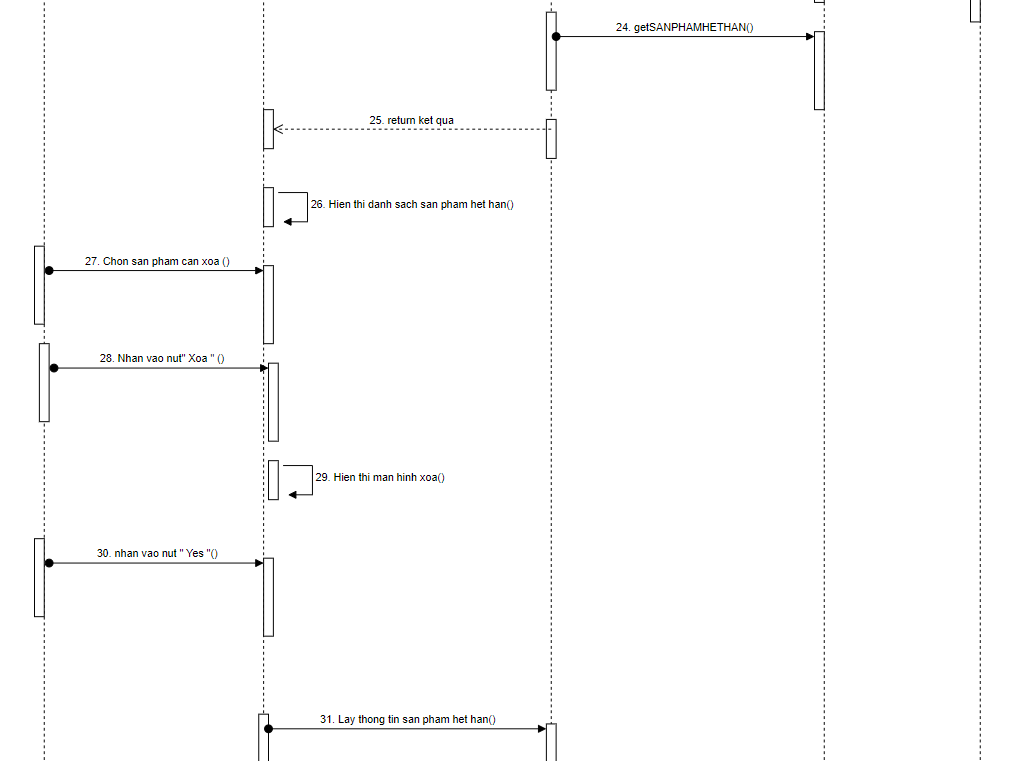 24. getSANPHAMHETHAN()
25. return ket qua
26. Hien thi danh sach san pham het han()
27. Chon san pham can xoa ()
28. Nhan vao nut" Xoa " ()
29. Hien thi man hinh xoa()
30. nhan vao nut " Yes "()
31. Lay thong tin san pham het han()